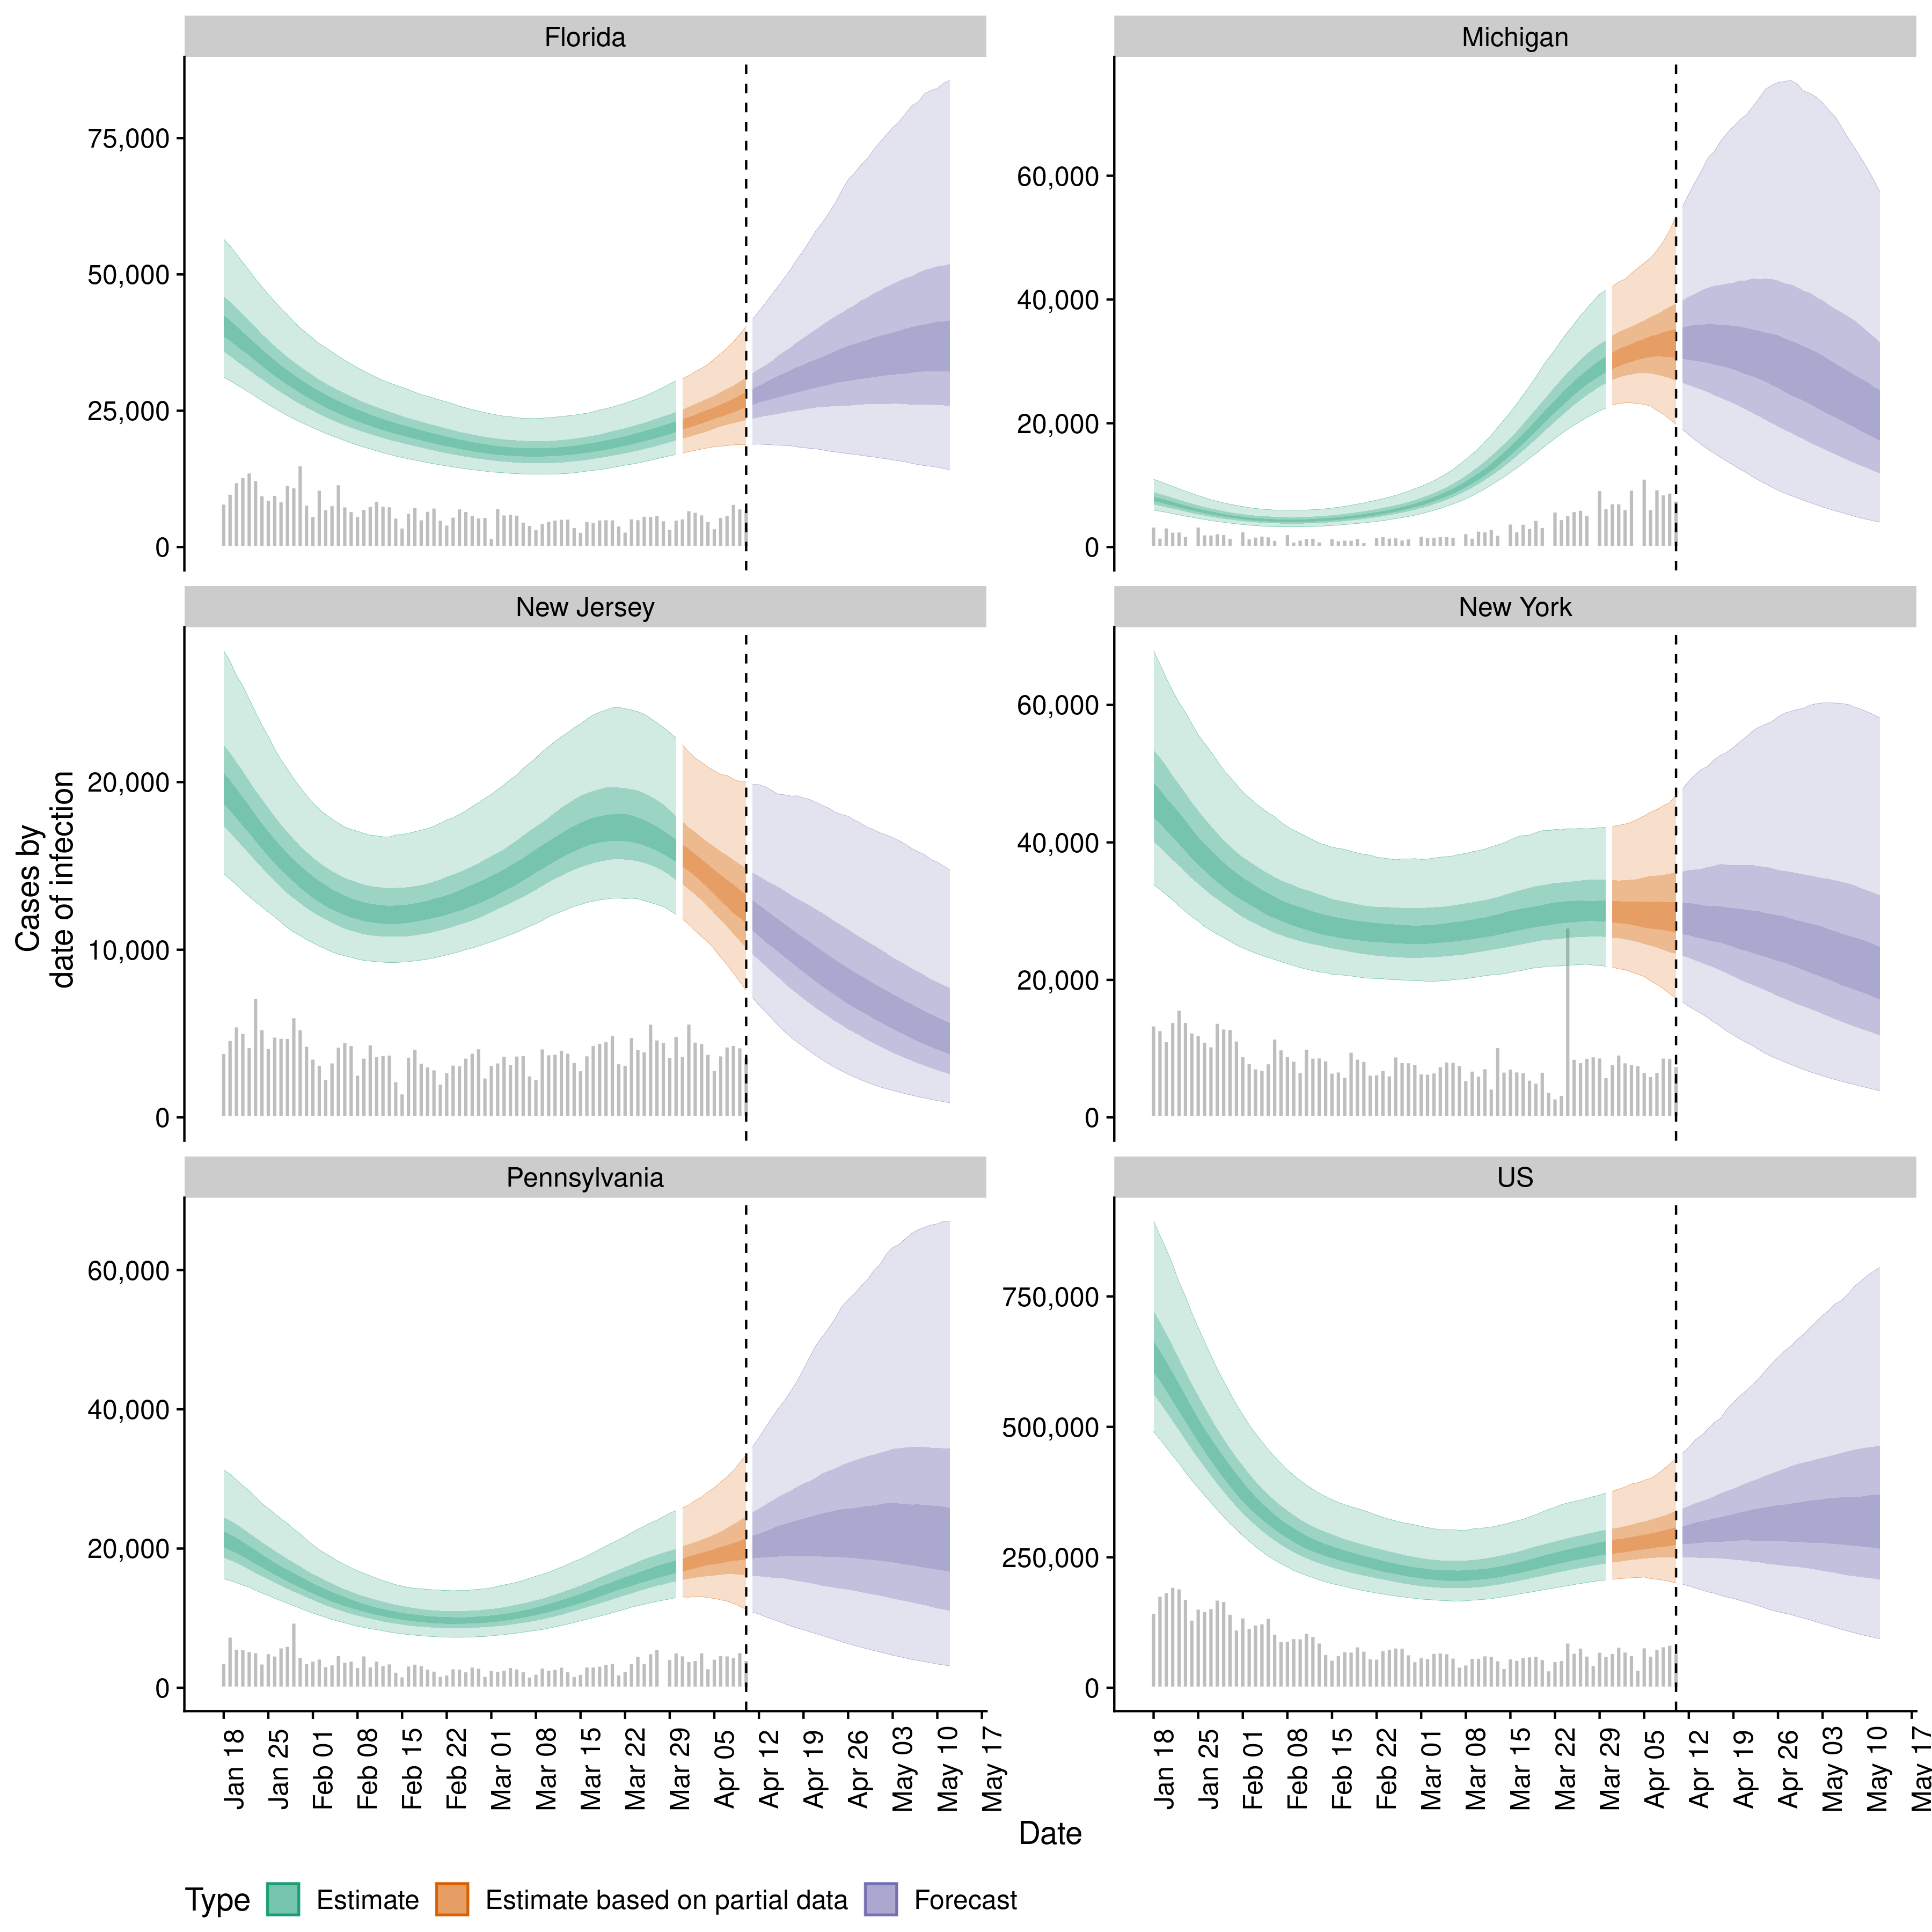 Florida
Michigan
75,000
50,000
25,000
0
60,000
40,000
20,000
0
New Jersey
New York
20,000
10,000
0
60,000
40,000
20,000
0
Pennsylvania
US
60,000
40,000
20,000
0
750,000
500,000
250,000
0
Cases by
date of infection
Jan 18
Jan 25
Feb 01
Feb 08
Feb 15
Feb 22
Mar 01
Mar 08
Mar 15
Mar 22
Mar 29
Apr 05
Apr 12
Apr 19
Apr 26
May 03
May 10
May 17
Jan 18
Jan 25
Feb 01
Feb 08
Feb 15
Feb 22
Mar 01
Mar 08
Mar 15
Mar 22
Mar 29
Apr 05
Apr 12
Apr 19
Apr 26
May 03
May 10
May 17
Date
Type Estimate Estimate based on partial data Forecast